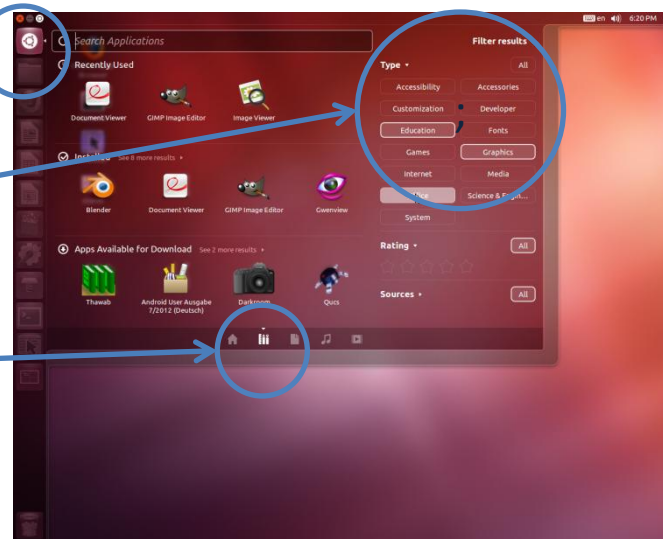 en 6:20 PM
Search Applications
Filter results
Recently Used
Type
All
Accessibility Accessories
Document Viewer GIMP Image Editor Image Viewer
Customization Developer
Education Fonts
Installed See 8 more results
Games Graphics
Internet Media
Blender Document Viewer GIMP Image Editor Gwenview
Science & Engin...
System
Apps Available for Download See 2 more results
Rating All
Thawab Android User Ausgabe 7/2012 (Deutsch) Darkroom Qucs
Sources All